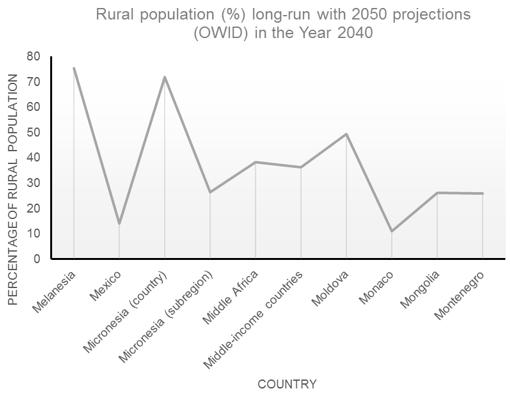 Rural population (%) long-run with 2050 projections
(OWID) in the Year 2040
PERCENTAGE OF RURAL POPULATION
80
70
60
50
40
30
20
10
0
Melanesia
Mexico
Micronesia (country)
Micronesia (subregion)
Middle Africa
Middle-income countries
Moldova
Monaco
Mongolia
Montenegro
COUNTRY